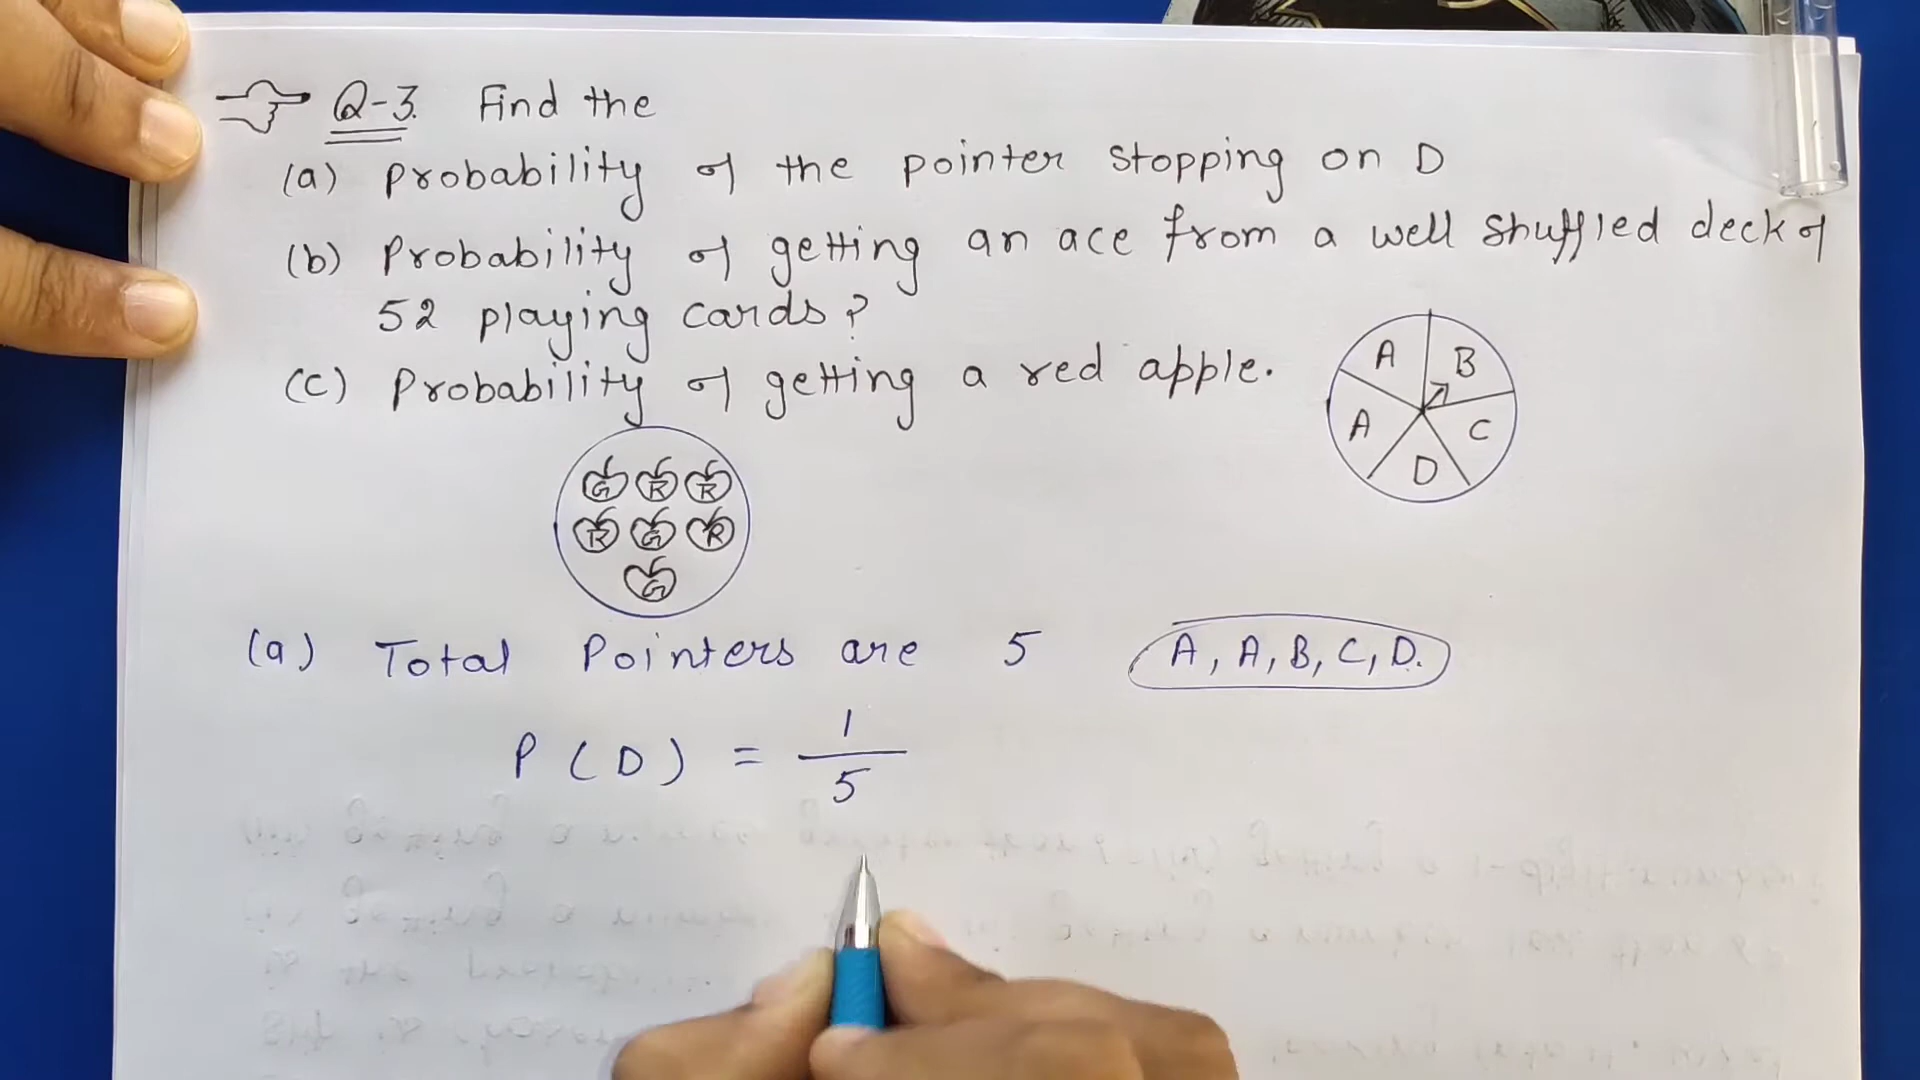 Q-3. Find the
(a) Probability of the pointer stopping on D
(b) Probability of getting an ace from a well shuffled deck of
52 playing cards?
(c) Probability of getting a red apple.
A B
A C
D
G R R
R G R
G
(a) Total Pointers are 5 A, A, B, C, D.
P(D) = 1/5